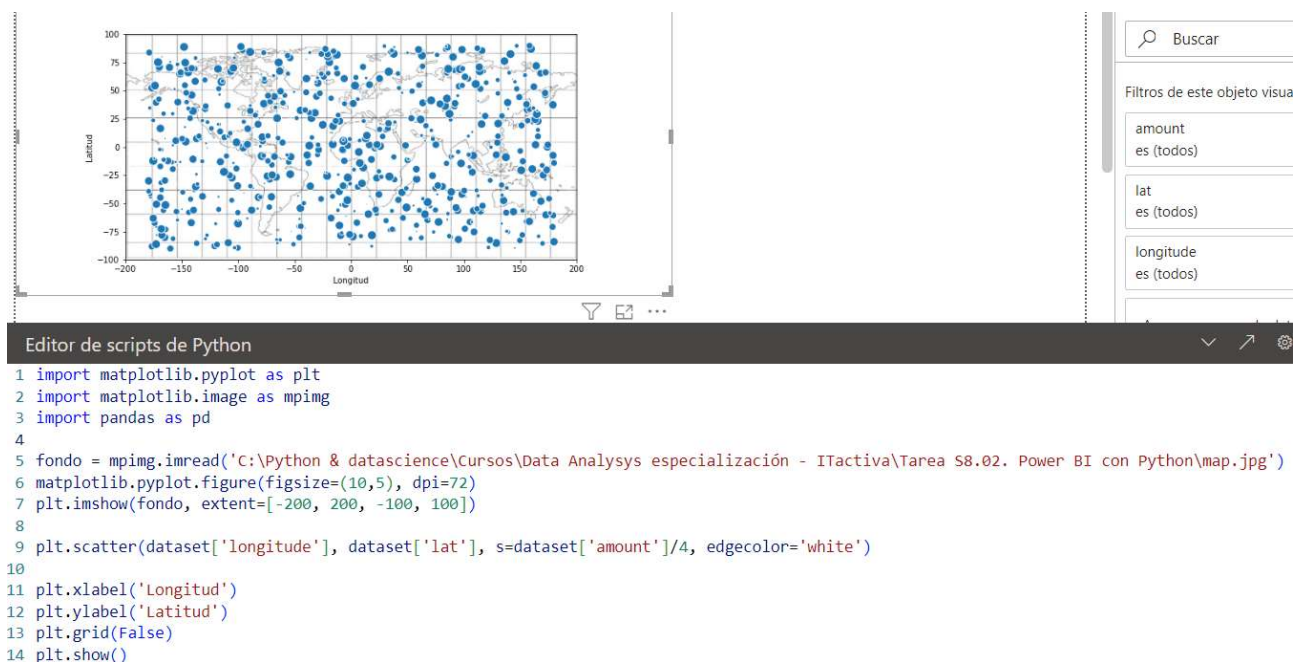 100
75
50
25
0
−25
−50
−75
−100
Latitud
−200 −150 −100 −50 0 50 100 150 200
Longitud
Buscar
Filtros de este objeto visua
amount
es (todos)
lat
es (todos)
longitude
es (todos)
Editor de scripts de Python
1 import matplotlib.pyplot as plt
2 import matplotlib.image as mpimg
3 import pandas as pd
4
5 fondo = mpimg.imread('C:\Python & datascience\Cursos\Data Analysys especialización - ITactiva\Tarea S8.02. Power BI con Python\map.jpg')
6 matplotlib.pyplot.figure(figsize=(10,5), dpi=72)
7 plt.imshow(fondo, extent=[-200, 200, -100, 100])
8
9 plt.scatter(dataset['longitude'], dataset['lat'], s=dataset['amount']/4, edgecolor='white')
10
11 plt.xlabel('Longitud')
12 plt.ylabel('Latitud')
13 plt.grid(False)
14 plt.show()